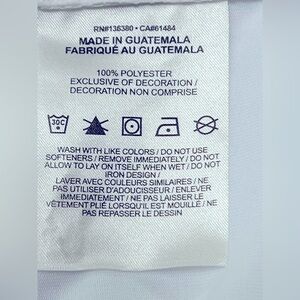 RN#136380 • CA#61484
MADE IN GUATEMALA
FABRIQUÉ AU GUATEMALA
100% POLYESTER
EXCLUSIVE OF DECORATION /
DÉCORATION NON COMPRISE
30C
WASH WITH LIKE COLORS / DO NOT USE
SOFTENERS / REMOVE IMMEDIATELY / DO NOT
ALLOW TO LAY ON ITSELF WHEN WET / DO NOT
IRON DESIGN /
LAVER AVEC COULEURS SIMILAIRES / NE
PAS UTILISER D'ADOUCISSEUR / ENLEVER
IMMEDIATEMENT / NE PAS LAISSER LE
VÊTEMENT PLIÉ LORSQU'IL EST MOUILLÉ / NE
PAS REPASSER LE DESSIN